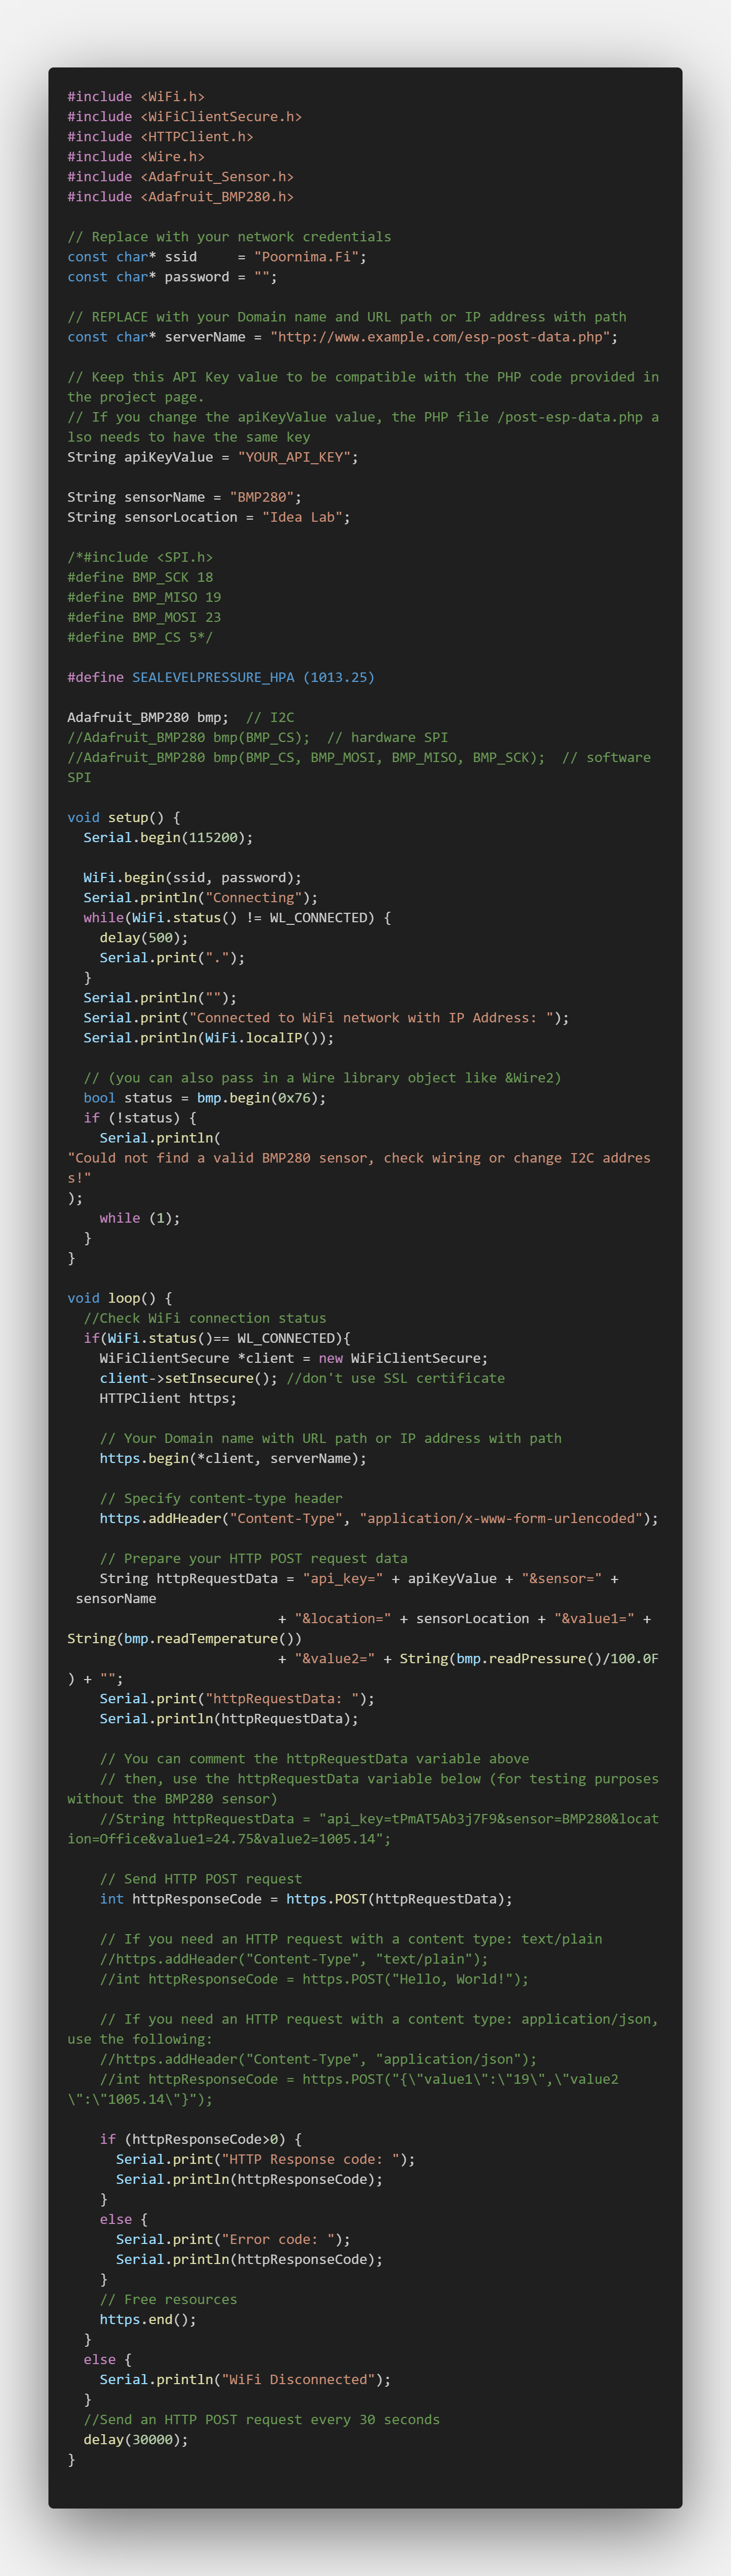 #include <WiFi.h>
#include <WiFiClientSecure.h>
#include <HTTPClient.h>
#include <Wire.h>
#include <Adafruit_Sensor.h>
#include <Adafruit_BMP280.h>

// Replace with your network credentials
const char* ssid     = "Poornima.Fi";
const char* password = "";

// REPLACE with your Domain name and URL path or IP address with path
const char* serverName = "http://www.example.com/esp-post-data.php";

// Keep this API Key value to be compatible with the PHP code provided in
the project page.
// If you change the apiKeyValue value, the PHP file /post-esp-data.php a
lso needs to have the same key
String apiKeyValue = "YOUR_API_KEY";

String sensorName = "BMP280";
String sensorLocation = "Idea Lab";

/*#include <SPI.h>
#define BMP_SCK 18
#define BMP_MISO 19
#define BMP_MOSI 23
#define BMP_CS 5*/

#define SEALEVELPRESSURE_HPA (1013.25)

Adafruit_BMP280 bmp;  // I2C
//Adafruit_BMP280 bmp(BMP_CS);  // hardware SPI
//Adafruit_BMP280 bmp(BMP_CS, BMP_MOSI, BMP_MISO, BMP_SCK);  // software
SPI

void setup() {
  Serial.begin(115200);

  WiFi.begin(ssid, password);
  Serial.println("Connecting");
  while(WiFi.status() != WL_CONNECTED) {
    delay(500);
    Serial.print(".");
  }
  Serial.println("");
  Serial.print("Connected to WiFi network with IP Address: ");
  Serial.println(WiFi.localIP());

  // (you can also pass in a Wire library object like &Wire2)
  bool status = bmp.begin(0x76);
  if (!status) {
    Serial.println(
"Could not find a valid BMP280 sensor, check wiring or change I2C addres
s!"
);
    while (1);
  }
}

void loop() {
  //Check WiFi connection status
  if(WiFi.status()== WL_CONNECTED){
    WiFiClientSecure *client = new WiFiClientSecure;
    client->setInsecure(); //don't use SSL certificate
    HTTPClient https;

    // Your Domain name with URL path or IP address with path
    https.begin(*client, serverName);

    // Specify content-type header
    https.addHeader("Content-Type", "application/x-www-form-urlencoded");

    // Prepare your HTTP POST request data
    String httpRequestData = "api_key=" + apiKeyValue + "&sensor=" +
 sensorName
                          + "&location=" + sensorLocation + "&value1=" +
String(bmp.readTemperature())
                          + "&value2=" + String(bmp.readPressure()/100.0F
) + "";
    Serial.print("httpRequestData: ");
    Serial.println(httpRequestData);

    // You can comment the httpRequestData variable above
    // then, use the httpRequestData variable below (for testing purposes
without the BMP280 sensor)
    //String httpRequestData = "api_key=tPmAT5Ab3j7F9&sensor=BMP280&locat
ion=Office&value1=24.75&value2=1005.14";

    // Send HTTP POST request
    int httpResponseCode = https.POST(httpRequestData);

    // If you need an HTTP request with a content type: text/plain
    //https.addHeader("Content-Type", "text/plain");
    //int httpResponseCode = https.POST("Hello, World!");

    // If you need an HTTP request with a content type: application/json,
use the following:
    //https.addHeader("Content-Type", "application/json");
    //int httpResponseCode = https.POST("{\"value1\":\"19\",\"value2
\":\"1005.14\"}");

    if (httpResponseCode>0) {
      Serial.print("HTTP Response code: ");
      Serial.println(httpResponseCode);
    }
    else {
      Serial.print("Error code: ");
      Serial.println(httpResponseCode);
    }
    // Free resources
    https.end();
  }
  else {
    Serial.println("WiFi Disconnected");
  }
  //Send an HTTP POST request every 30 seconds
  delay(30000);
}